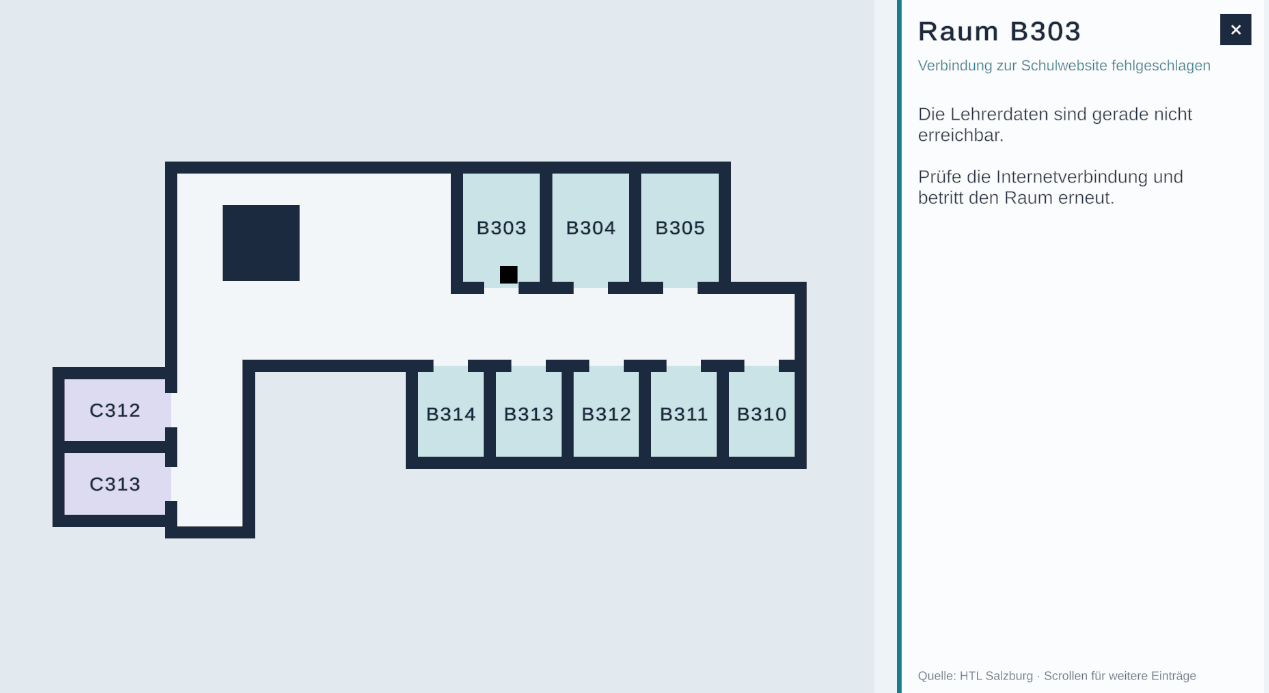 Raum B303
×
Verbindung zur Schulwebsite fehlgeschlagen
Die Lehrerdaten sind gerade nicht
erreichbar.
Prüfe die Internetverbindung und
betritt den Raum erneut.
B303
B304
B305
C312
C313
B314
B313
B312
B311
B310
Quelle: HTL Salzburg · Scrollen für weitere Einträge